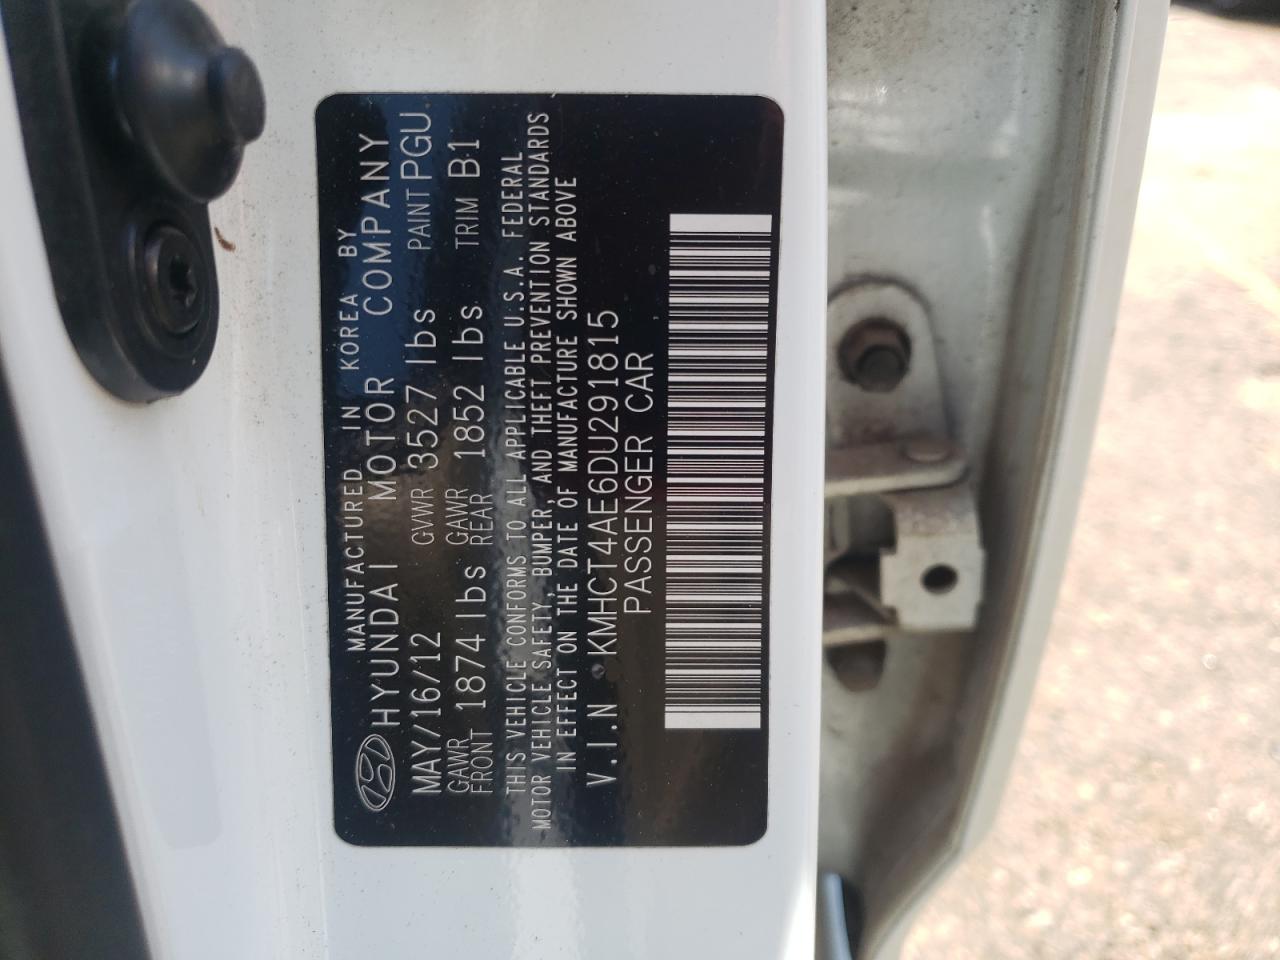 MANUFACTURED IN KOREA BY
HYUNDAI MOTOR COMPANY
MAY/16/12 GVWR 3527 lbs PAINT PGU
GAWR FRONT 1874 lbs GAWR REAR 1852 lbs TRIM B1
THIS VEHICLE CONFORMS TO ALL APPLICABLE U.S.A. FEDERAL
MOTOR VEHICLE SAFETY, BUMPER, AND THEFT PREVENTION STANDARDS
IN EFFECT ON THE DATE OF MANUFACTURE SHOWN ABOVE
V.I.N KMHCT4AE6DU291815
PASSENGER CAR